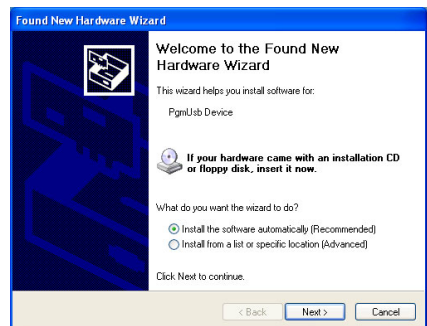 Found New Hardware Wizard
Welcome to the Found New
Hardware Wizard
This wizard helps you install software for:
PgmUsb Device
If your hardware came with an installation CD
or floppy disk, insert it now.
What do you want the wizard to do?
Install the software automatically (Recommended)
Install from a list or specific location (Advanced)
Click Next to continue.
< Back Next > Cancel